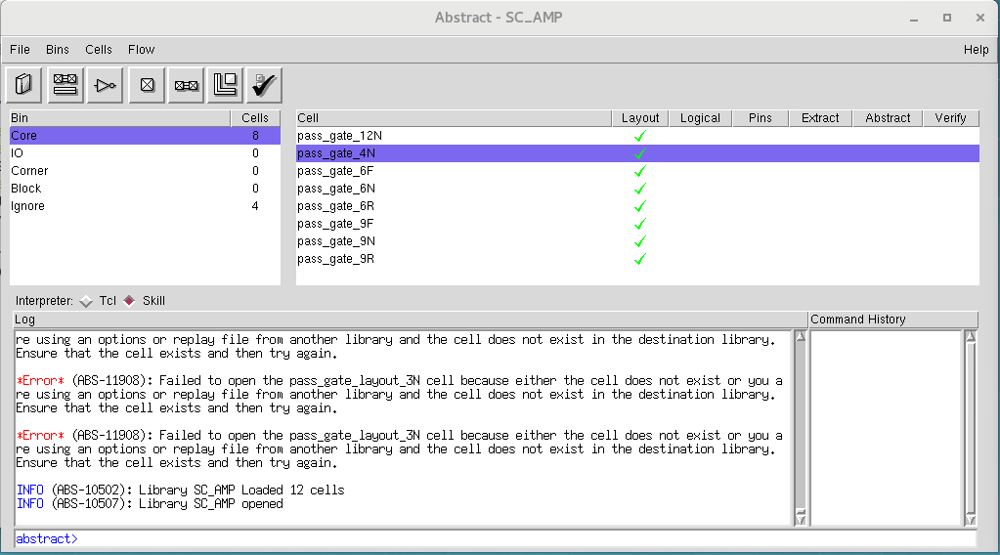 Abstract - SC_AMP
File Bins Cells Flow Help
Bin Cells
Core 8
IO 0
Corner 0
Block 0
Ignore 4
Cell Layout Logical Pins Extract Abstract Verify
pass_gate_12N
pass_gate_4N
pass_gate_6F
pass_gate_6N
pass_gate_6R
pass_gate_9F
pass_gate_9N
pass_gate_9R
Interpreter: Tcl Skill
Log
re using an options or replay file from another library and the cell does not exist in the destination library.
Ensure that the cell exists and then try again.
*Error* (ABS-11908): Failed to open the pass_gate_layout_3N cell because either the cell does not exist or you a
re using an options or replay file from another library and the cell does not exist in the destination library.
Ensure that the cell exists and then try again.
*Error* (ABS-11908): Failed to open the pass_gate_layout_3N cell because either the cell does not exist or you a
re using an options or replay file from another library and the cell does not exist in the destination library.
Ensure that the cell exists and then try again.
INFO (ABS-10502): Library SC_AMP Loaded 12 cells
INFO (ABS-10507): Library SC_AMP opened
abstract>
Command History